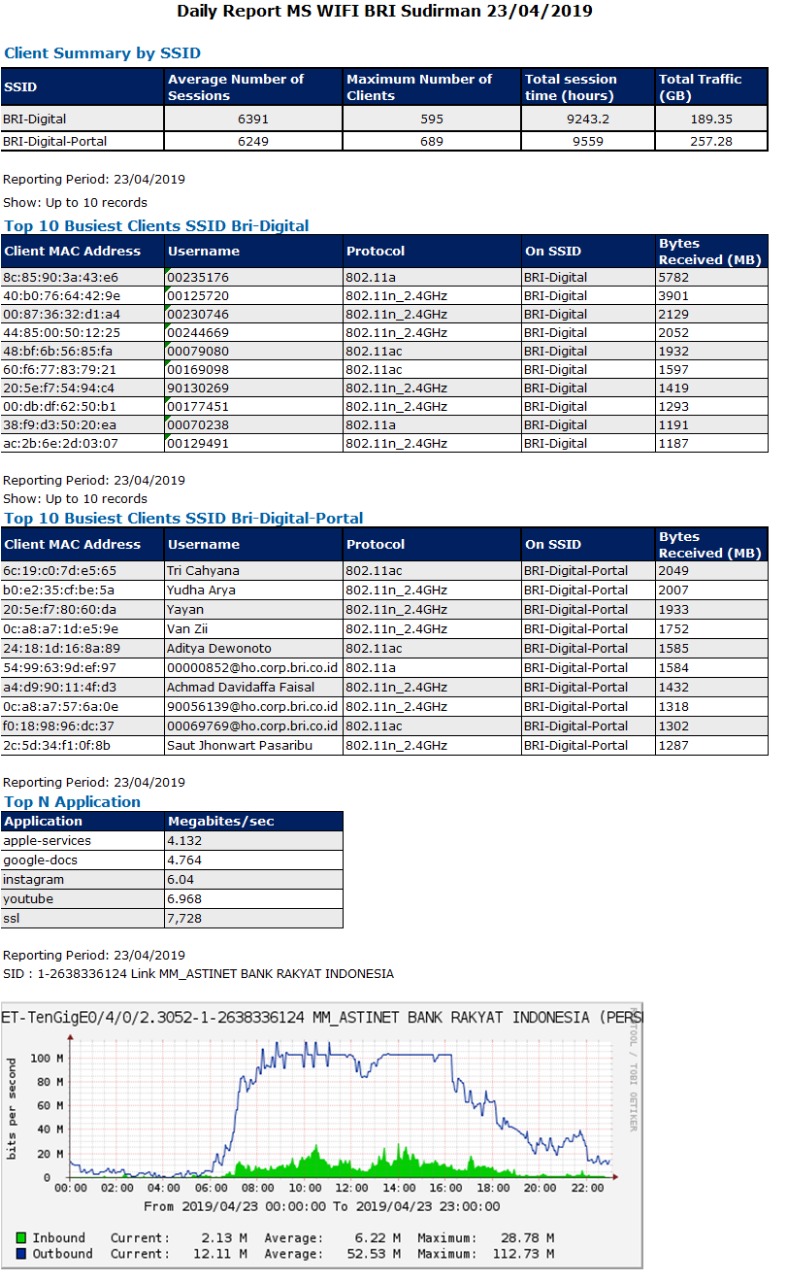 Daily Report MS WIFI BRI Sudirman 23/04/2019
Client Summary by SSID
SSID Average Number of Sessions Maximum Number of Clients Total session time (hours) Total Traffic (GB)
BRI-Digital 6391 595 9243.2 189.35
BRI-Digital-Portal 6249 689 9559 257.28
Reporting Period: 23/04/2019
Show: Up to 10 records
Top 10 Busiest Clients SSID Bri-Digital
Client MAC Address Username Protocol On SSID Bytes Received (MB)
8c:85:90:3a:43:e6 00235176 802.11a BRI-Digital 5782
40:b0:76:64:42:9e 00125720 802.11n_2.4GHz BRI-Digital 3901
00:87:36:32:d1:a4 00230746 802.11n_2.4GHz BRI-Digital 2129
44:85:00:50:12:25 00244669 802.11n_2.4GHz BRI-Digital 2052
48:bf:6b:56:85:fa 00079080 802.11ac BRI-Digital 1932
60:f6:77:83:79:21 00169098 802.11ac BRI-Digital 1597
20:5e:f7:54:94:c4 90130269 802.11n_2.4GHz BRI-Digital 1419
00:db:df:62:50:b1 00177451 802.11n_2.4GHz BRI-Digital 1293
38:f9:d3:50:20:ea 00070238 802.11a BRI-Digital 1191
ac:2b:6e:2d:03:07 00129491 802.11n_2.4GHz BRI-Digital 1187
Reporting Period: 23/04/2019
Show: Up to 10 records
Top 10 Busiest Clients SSID Bri-Digital-Portal
Client MAC Address Username Protocol On SSID Bytes Received (MB)
6c:19:c0:7d:e5:65 Tri Cahyana 802.11ac BRI-Digital-Portal 2049
b0:e2:35:cf:be:5a Yudha Arya 802.11n_2.4GHz BRI-Digital-Portal 2007
20:5e:f7:80:60:da Yayan 802.11n_2.4GHz BRI-Digital-Portal 1933
0c:a8:a7:1d:e5:9e Van Zii 802.11n_2.4GHz BRI-Digital-Portal 1752
24:18:1d:16:8a:89 Aditya Dewonoto 802.11ac BRI-Digital-Portal 1585
54:99:63:9d:ef:97 00000852@ho.corp.bri.co.id 802.11a BRI-Digital-Portal 1584
a4:d9:90:11:4f:d3 Achmad Davidaffa Faisal 802.11n_2.4GHz BRI-Digital-Portal 1432
0c:a8:a7:57:6a:0e 90056139@ho.corp.bri.co.id 802.11n_2.4GHz BRI-Digital-Portal 1318
f0:18:98:96:dc:37 00069769@ho.corp.bri.co.id 802.11ac BRI-Digital-Portal 1302
2c:5d:34:f1:0f:8b Saut Jhonwart Pasaribu 802.11n_2.4GHz BRI-Digital-Portal 1287
Reporting Period: 23/04/2019
Top N Application
Application Megabites/sec
apple-services 4.132
google-docs 4.764
instagram 6.04
youtube 6.968
ssl 7,728
Reporting Period: 23/04/2019
SID : 1-2638336124 Link MM_ASTINET BANK RAKYAT INDONESIA
ET-TenGigE0/4/0/2.3052-1-2638336124 MM_ASTINET BANK RAKYAT INDONESIA (PERS
TOOL / TOBI OETIKER
bits per second
100 M
80 M
60 M
40 M
20 M
0
00:00 02:00 04:00 06:00 08:00 10:00 12:00 14:00 16:00 18:00 20:00 22:00
From 2019/04/23 00:00:00 To 2019/04/23 23:00:00
Inbound Current: 2.13 M Average: 6.22 M Maximum: 28.78 M
Outbound Current: 12.11 M Average: 52.53 M Maximum: 112.73 M